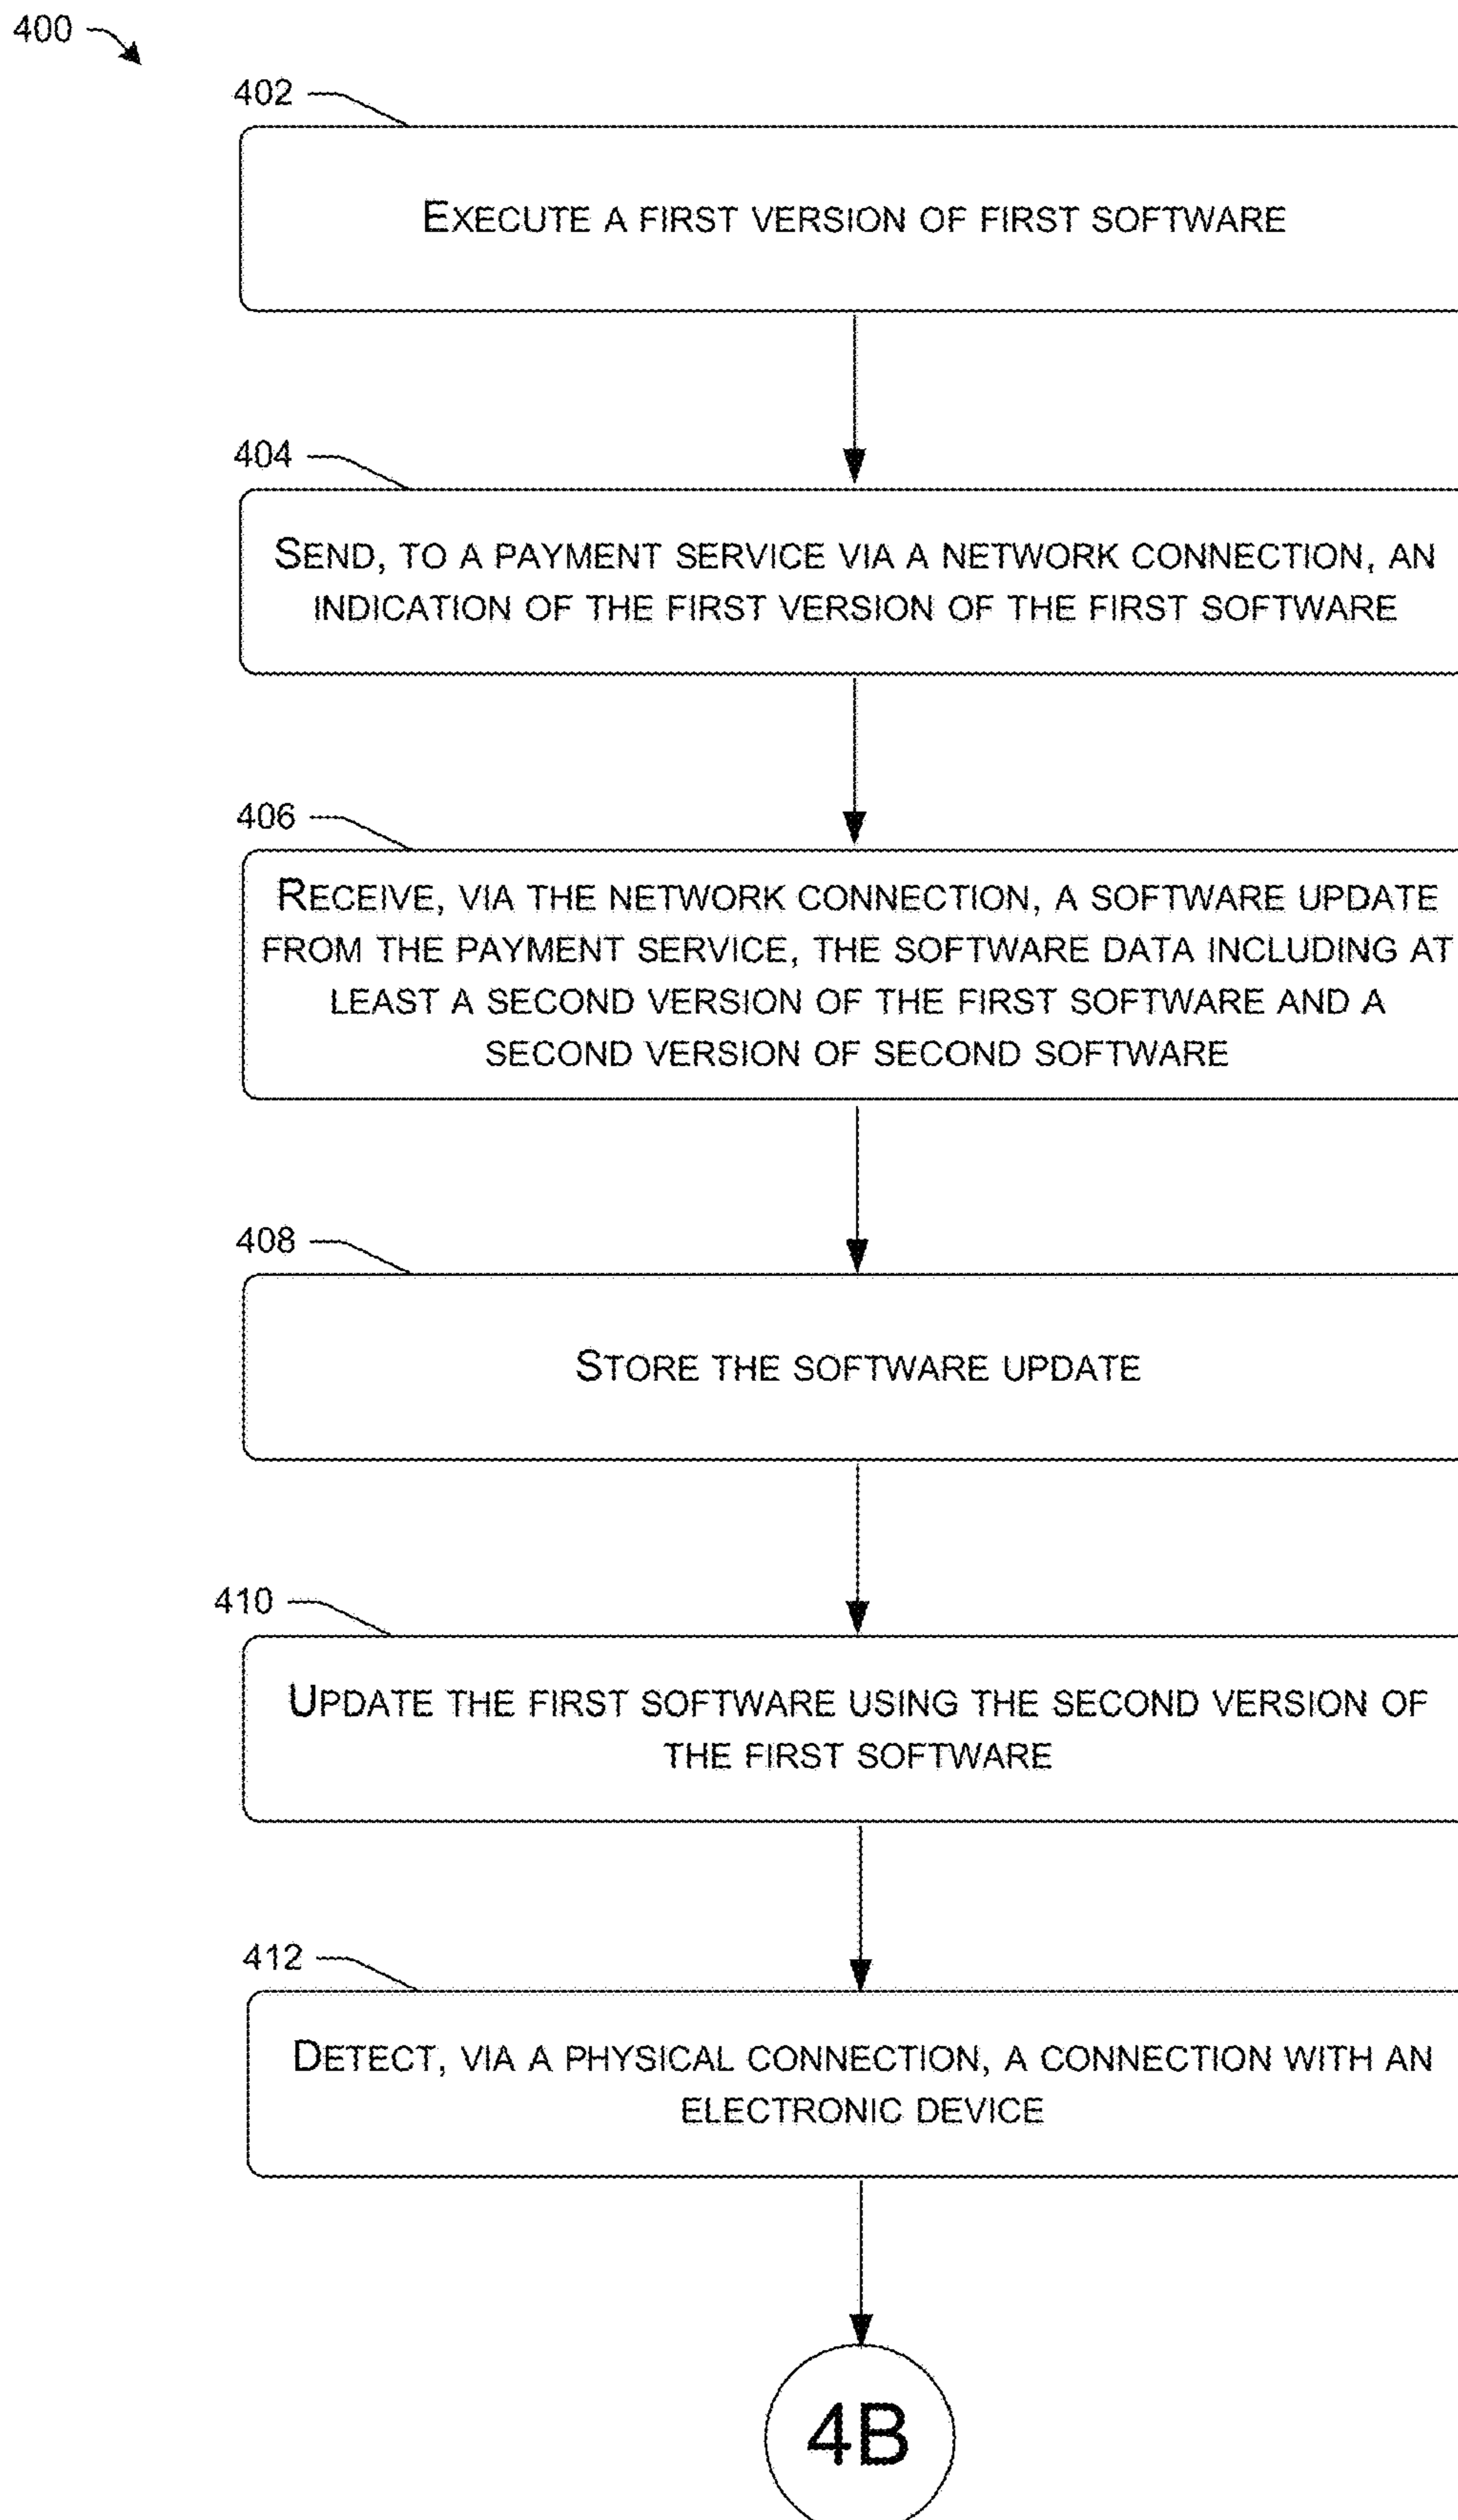 400
402
EXECUTE A FIRST VERSION OF FIRST SOFTWARE
404
SEND, TO A PAYMENT SERVICE VIA A NETWORK CONNECTION, AN
INDICATION OF THE FIRST VERSION OF THE FIRST SOFTWARE
406
RECEIVE, VIA THE NETWORK CONNECTION, A SOFTWARE UPDATE
FROM THE PAYMENT SERVICE, THE SOFTWARE DATA INCLUDING AT
LEAST A SECOND VERSION OF THE FIRST SOFTWARE AND A
SECOND VERSION OF SECOND SOFTWARE
408
STORE THE SOFTWARE UPDATE
410
UPDATE THE FIRST SOFTWARE USING THE SECOND VERSION OF
THE FIRST SOFTWARE
412
DETECT, VIA A PHYSICAL CONNECTION, A CONNECTION WITH AN
ELECTRONIC DEVICE
4B